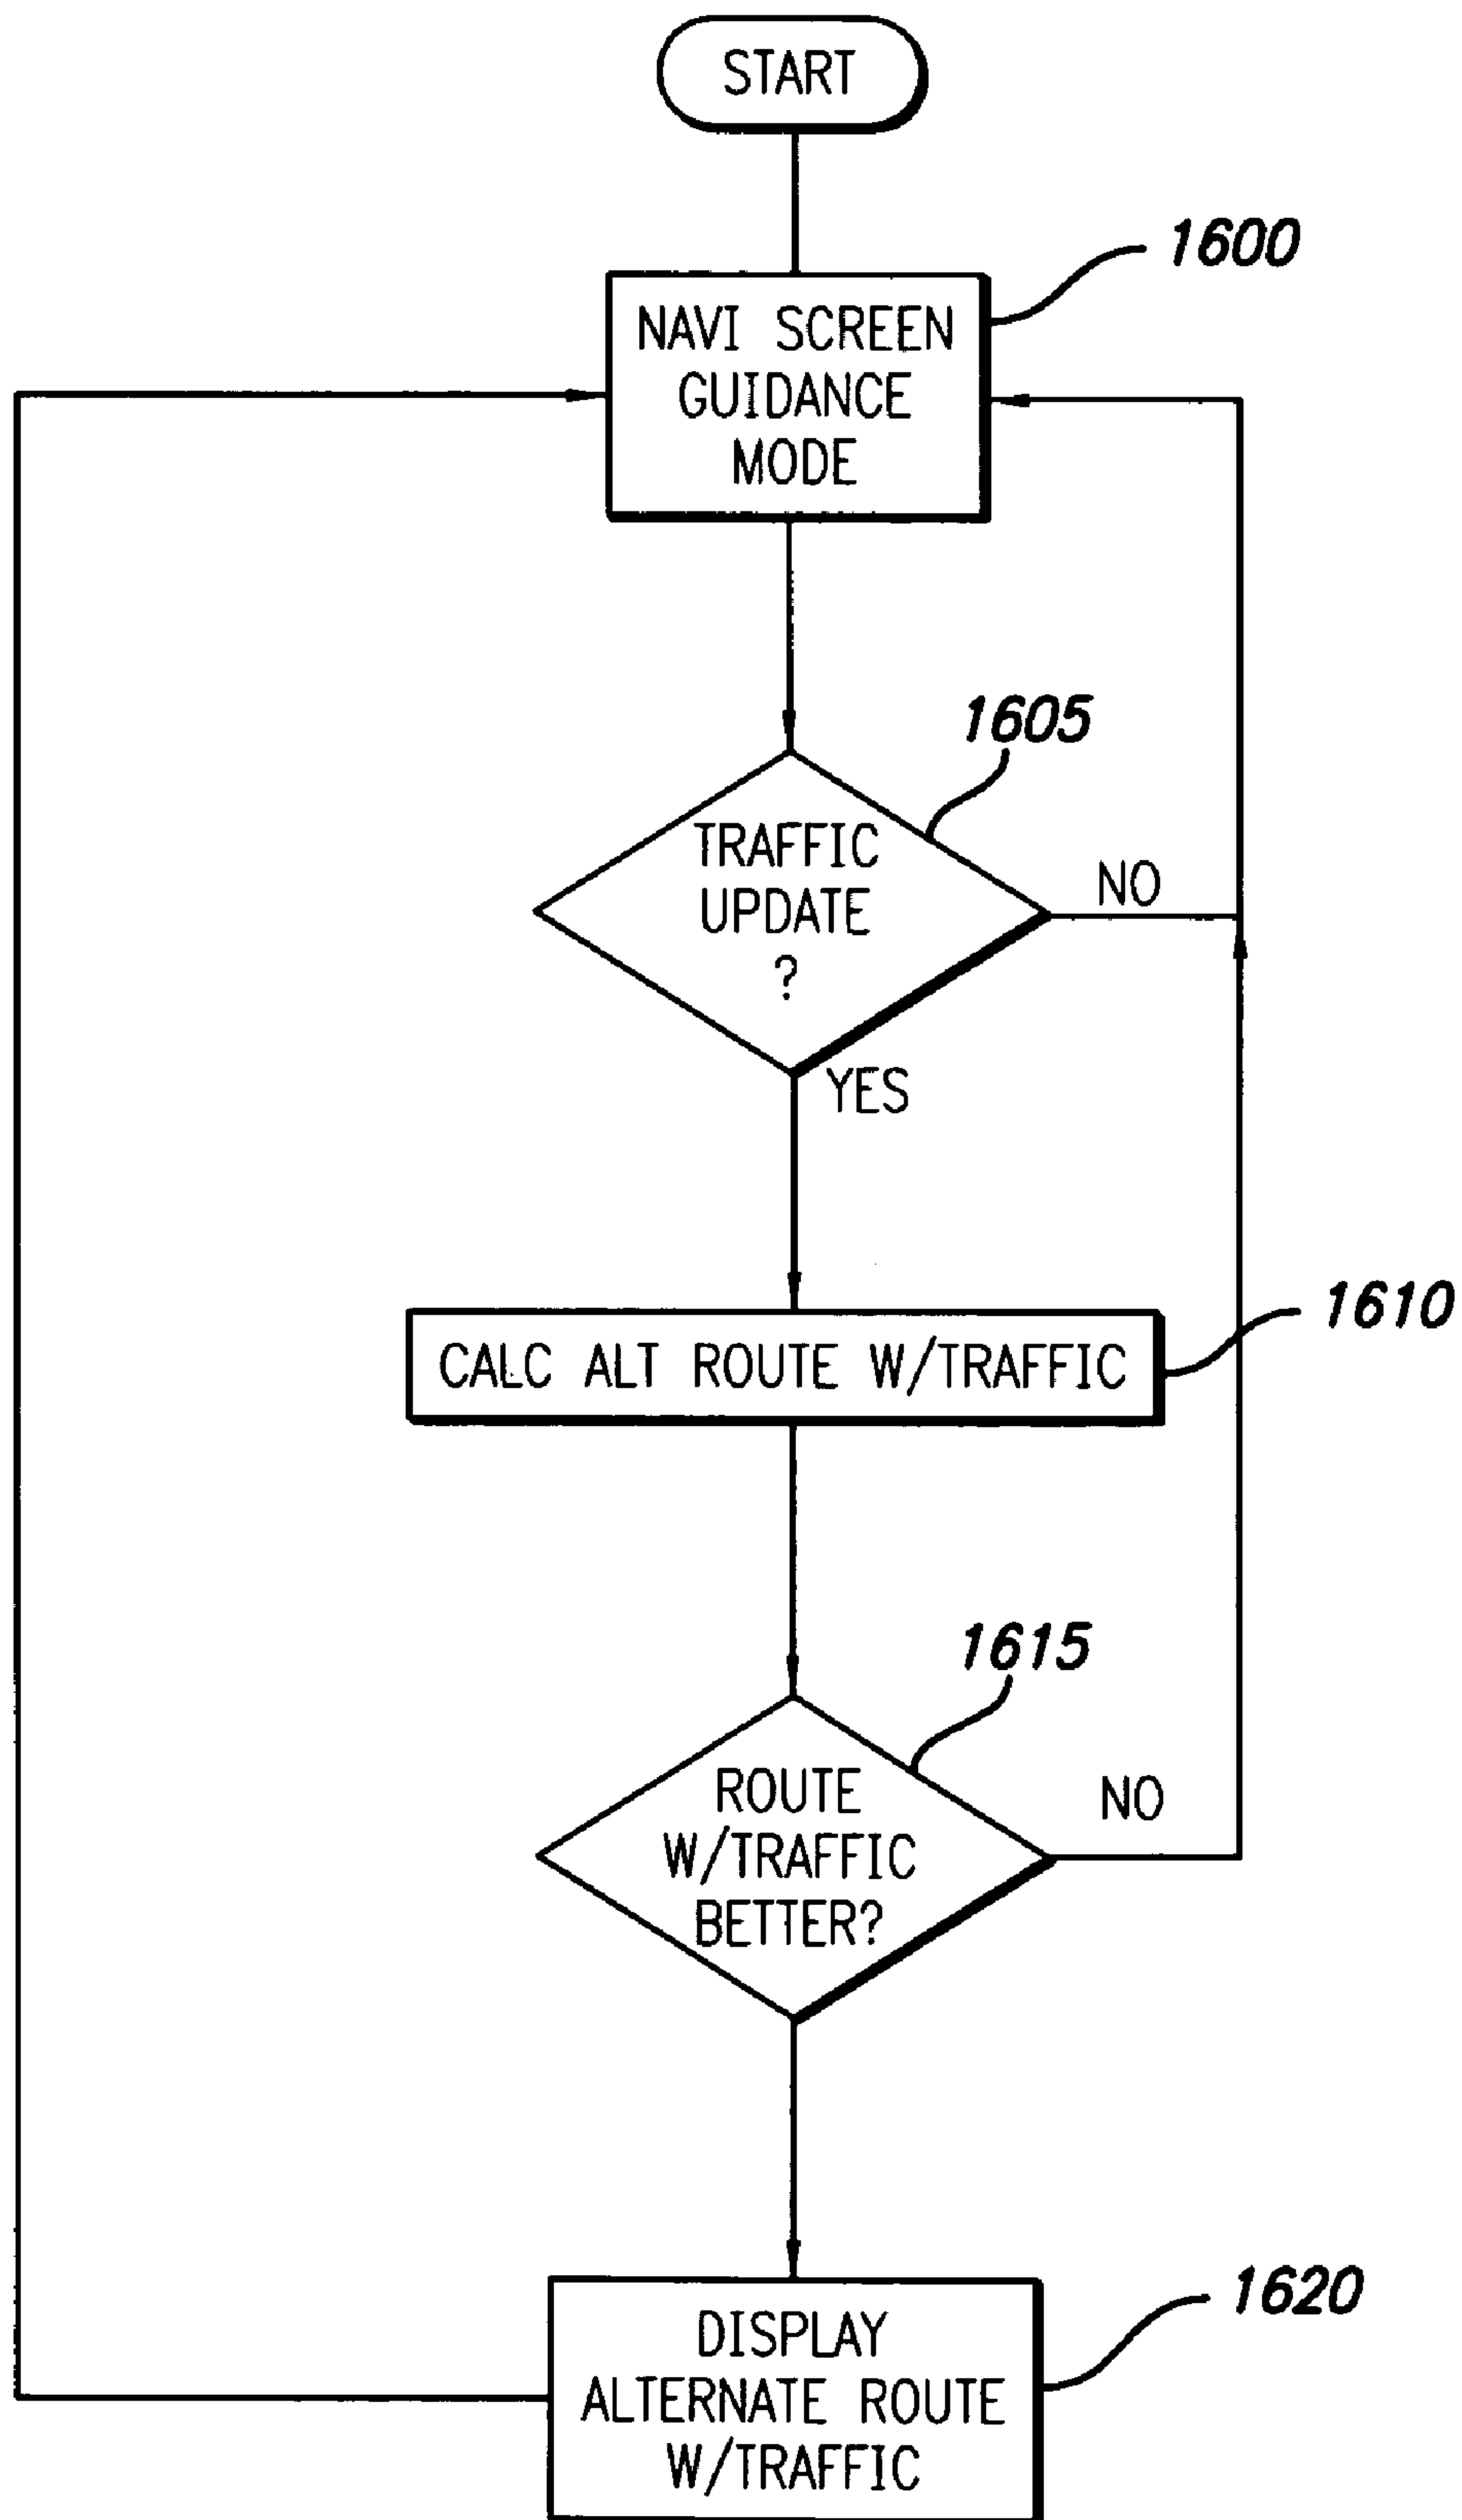 START
1600
NAVI SCREEN
GUIDANCE
MODE
1605
TRAFFIC
UPDATE
?
NO
YES
1610
CALC ALT ROUTE W/TRAFFIC
1615
ROUTE
W/TRAFFIC
BETTER?
NO
1620
DISPLAY
ALTERNATE ROUTE
W/TRAFFIC